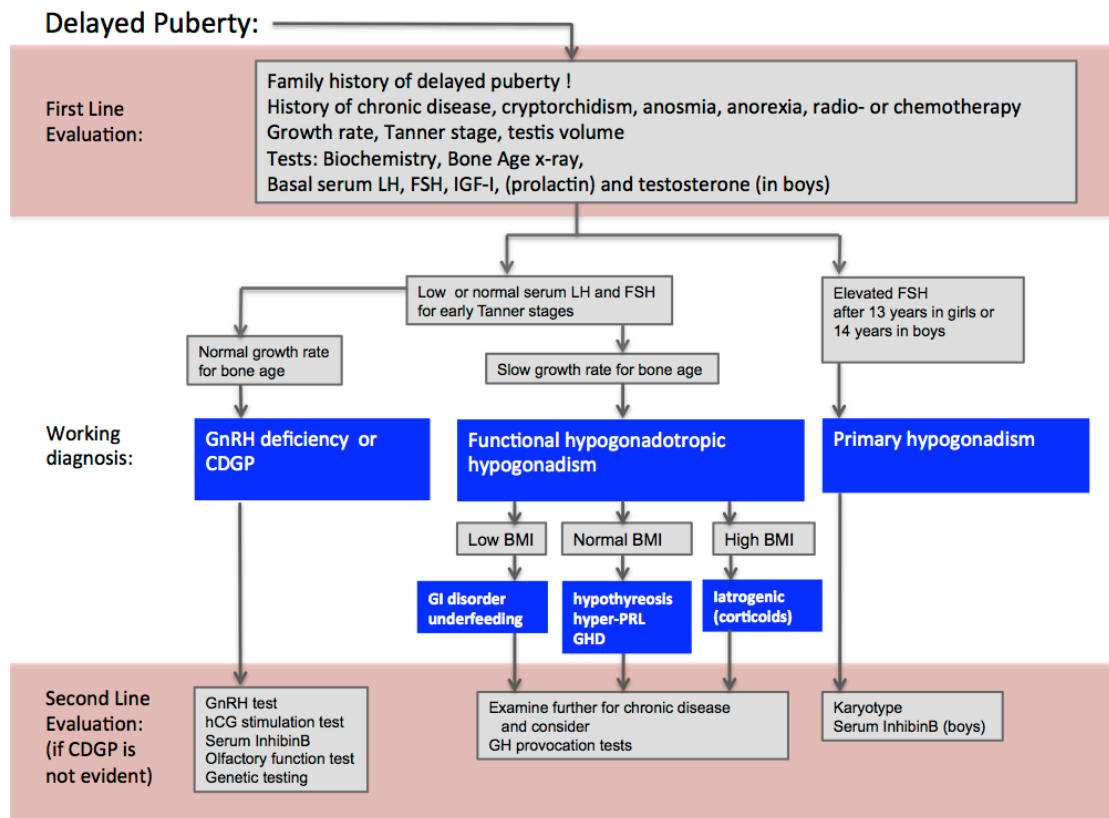 Delayed Puberty:
First Line
Evaluation:
Family history of delayed puberty !
History of chronic disease, cryptorchidism, anosmia, anorexia, radio- or chemotherapy
Growth rate, Tanner stage, testis volume
Tests: Biochemistry, Bone Age x-ray,
Basal serum LH, FSH, IGF-I, (prolactin) and testosterone (in boys)
Low or normal serum LH and FSH
for early Tanner stages
Elevated FSH
after 13 years in girls or
14 years in boys
Normal growth rate
for bone age
Slow growth rate for bone age
Working
diagnosis:
GnRH deficiency or
CDGP
Functional hypogonadotropic
hypogonadism
Primary hypogonadism
Low BMI
Normal BMI
High BMI
GI disorder
underfeeding
hypothyreosis
hyper-PRL
GHD
Iatrogenic
(corticoids)
Second Line
Evaluation:
(if CDGP is
not evident)
GnRH test
hCG stimulation test
Serum InhibinB
Olfactory function test
Genetic testing
Examine further for chronic disease
and consider
GH provocation tests
Karyotype
Serum InhibinB (boys)